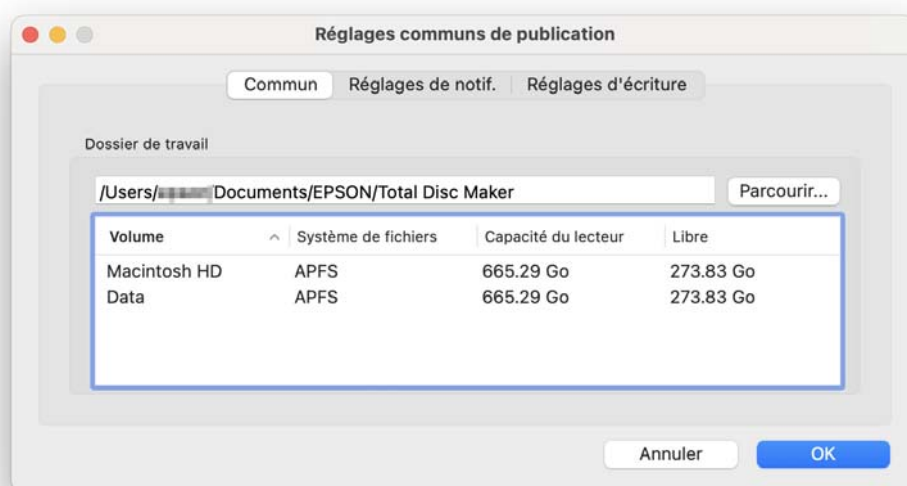 Réglages communs de publication
Commun Réglages de notif. Réglages d'écriture
Dossier de travail
/Users/ /Documents/EPSON/Total Disc Maker Parcourir...
Volume Système de fichiers Capacité du lecteur Libre
Macintosh HD APFS 665.29 Go 273.83 Go
Data APFS 665.29 Go 273.83 Go
Annuler OK